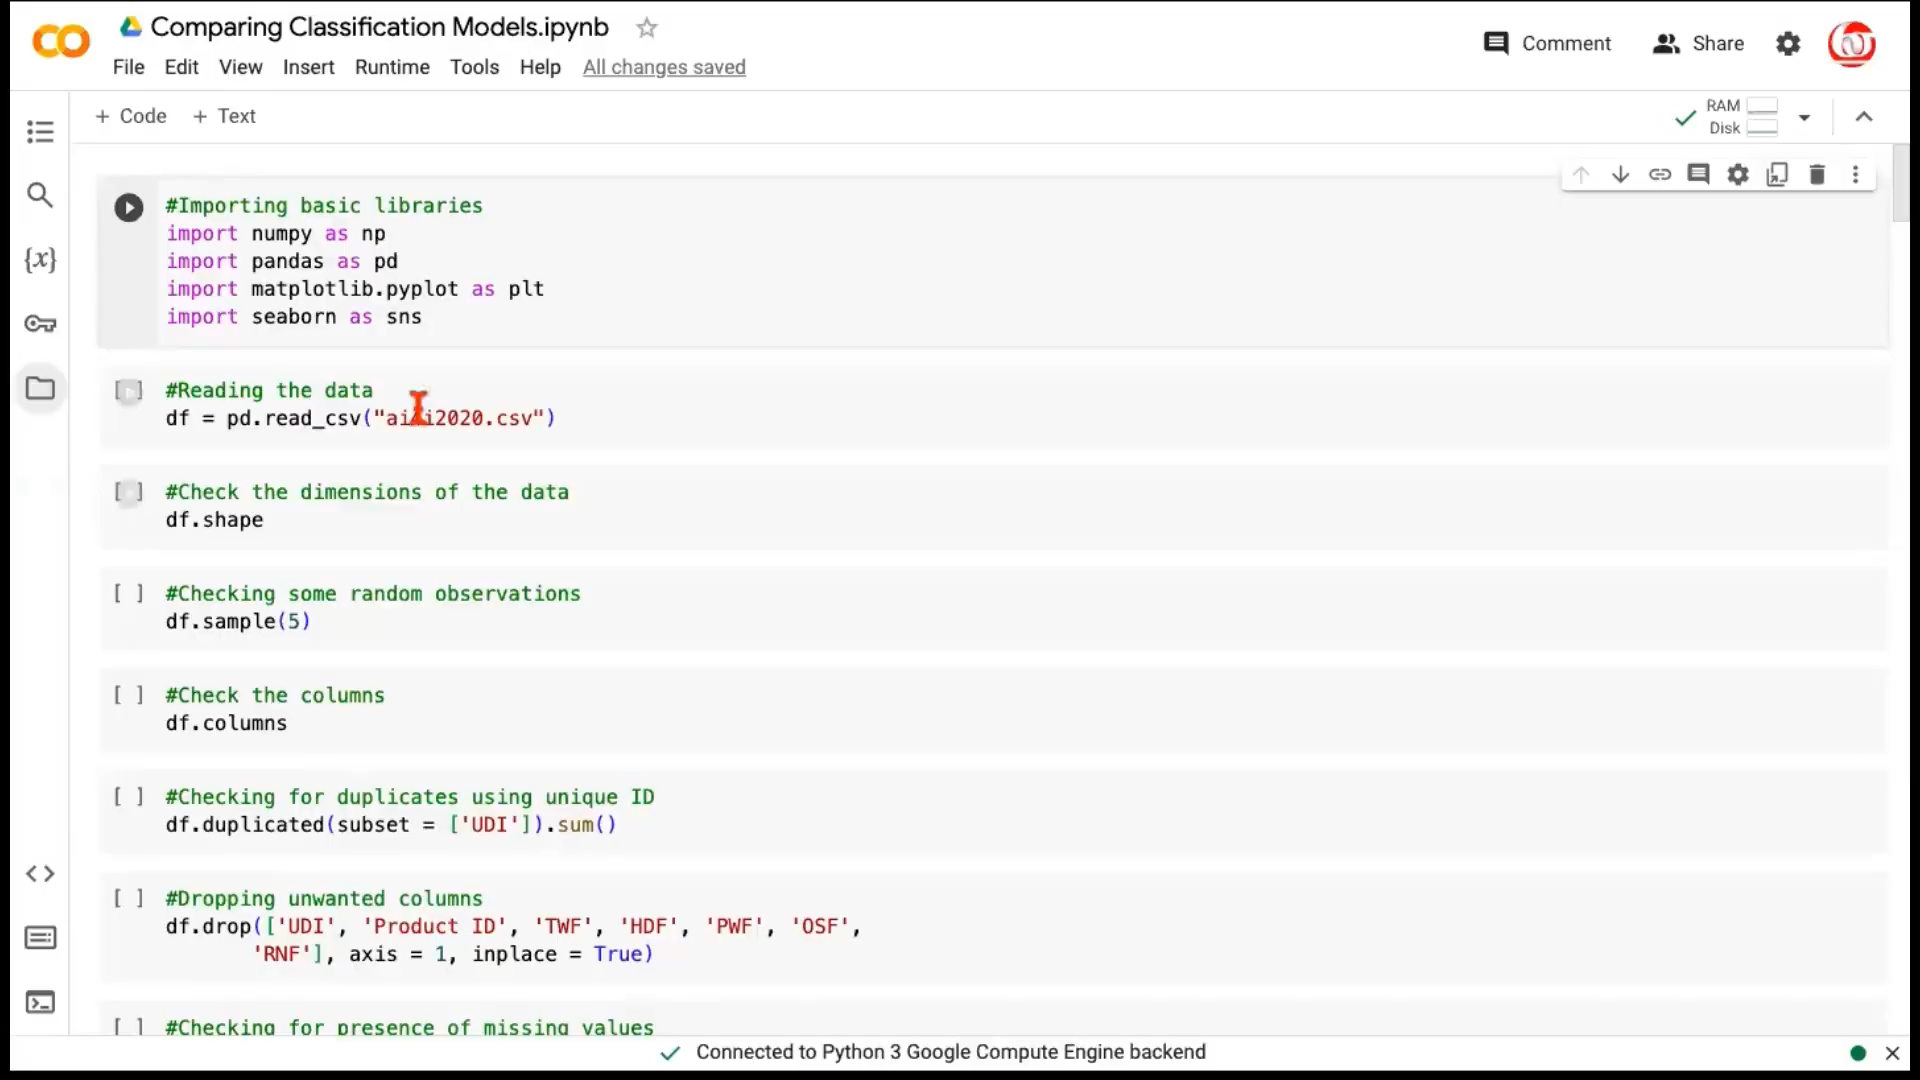 Comparing Classification Models.ipynb
Comment
Share
File Edit View Insert Runtime Tools Help All changes saved
+ Code + Text
RAM
Disk
#Importing basic libraries
import numpy as np
import pandas as pd
import matplotlib.pyplot as plt
import seaborn as sns
[ ] #Reading the data
df = pd.read_csv("ai4i2020.csv")
[ ] #Check the dimensions of the data
df.shape
[ ] #Checking some random observations
df.sample(5)
[ ] #Check the columns
df.columns
[ ] #Checking for duplicates using unique ID
df.duplicated(subset = ['UDI']).sum()
[ ] #Dropping unwanted columns
df.drop(['UDI', 'Product ID', 'TWF', 'HDF', 'PWF', 'OSF',
'RNF'], axis = 1, inplace = True)
[ ] #Checking for presence of missing values
Connected to Python 3 Google Compute Engine backend